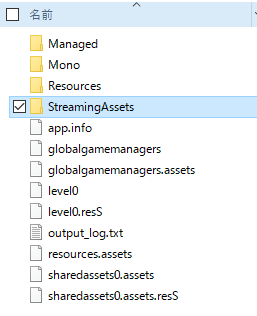 名前
Managed
Mono
Resources
StreamingAssets
app.info
globalgamemanagers
globalgamemanagers.assets
level0
level0.resS
output_log.txt
resources.assets
sharedassets0.assets
sharedassets0.assets.resS